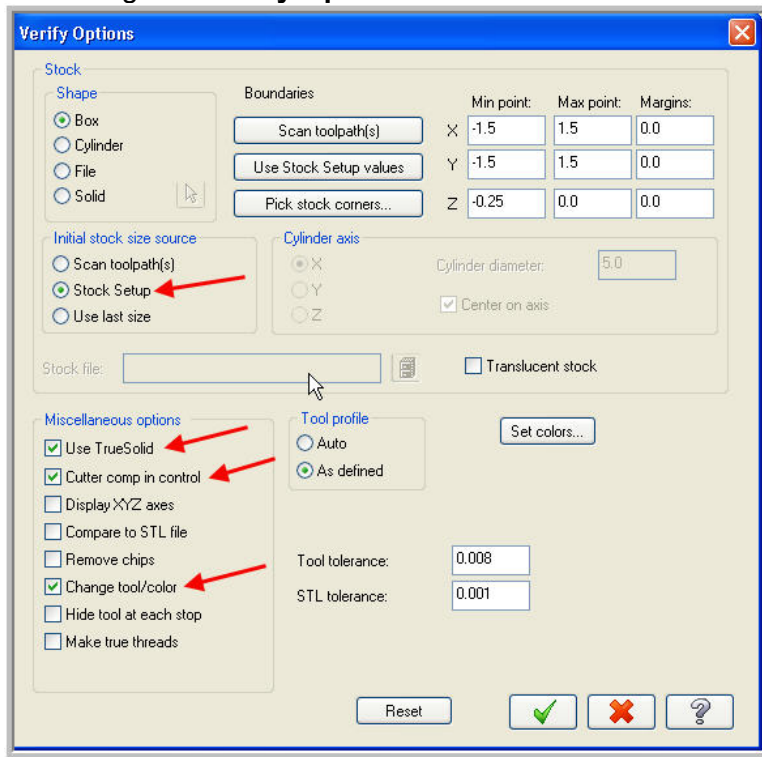 Verify Options
Stock
Shape
Box
Cylinder
File
Solid
Boundaries
Scan toolpath(s)
Use Stock Setup values
Pick stock corners...
Min point: Max point: Margins:
X -1.5 1.5 0.0
Y -1.5 1.5 0.0
Z -0.25 0.0 0.0
Initial stock size source
Scan toolpath(s)
Stock Setup
Use last size
Cylinder axis
X
Y
Z
Cylinder diameter: 5.0
Center on axis
Stock file:
Translucent stock
Miscellaneous options
Use TrueSolid
Cutter comp in control
Display XYZ axes
Compare to STL file
Remove chips
Change tool/color
Hide tool at each stop
Make true threads
Tool profile
Auto
As defined
Set colors...
Tool tolerance: 0.008
STL tolerance: 0.001
Reset